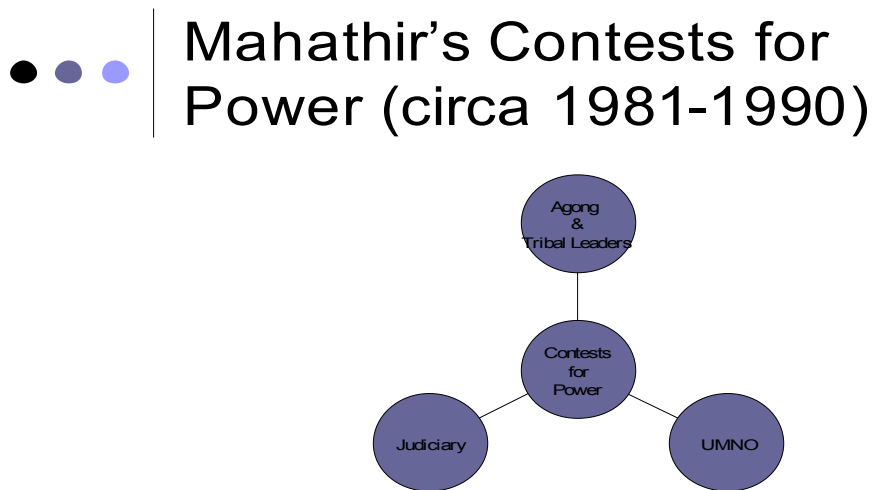 Mahathir’s Contests for
Power (circa 1981-1990)
Agong
&
Tribal Leaders
Contests
for
Power
Judiciary
UMNO